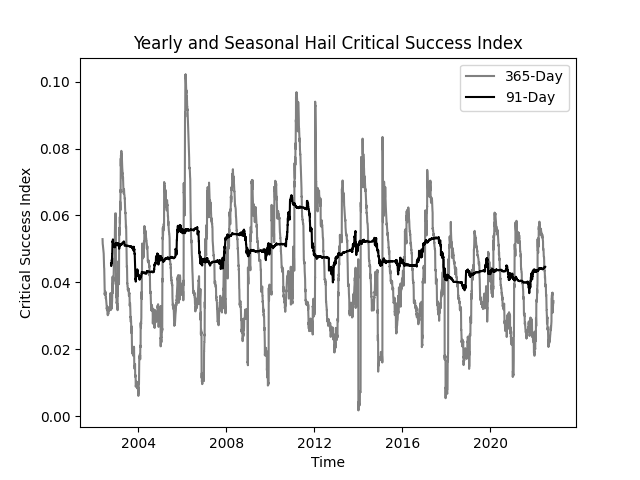 Yearly and Seasonal Hail Critical Success Index
365-Day
91-Day
0.10
0.08
0.06
0.04
0.02
0.00
Critical Success Index
2004 2008 2012 2016 2020
Time